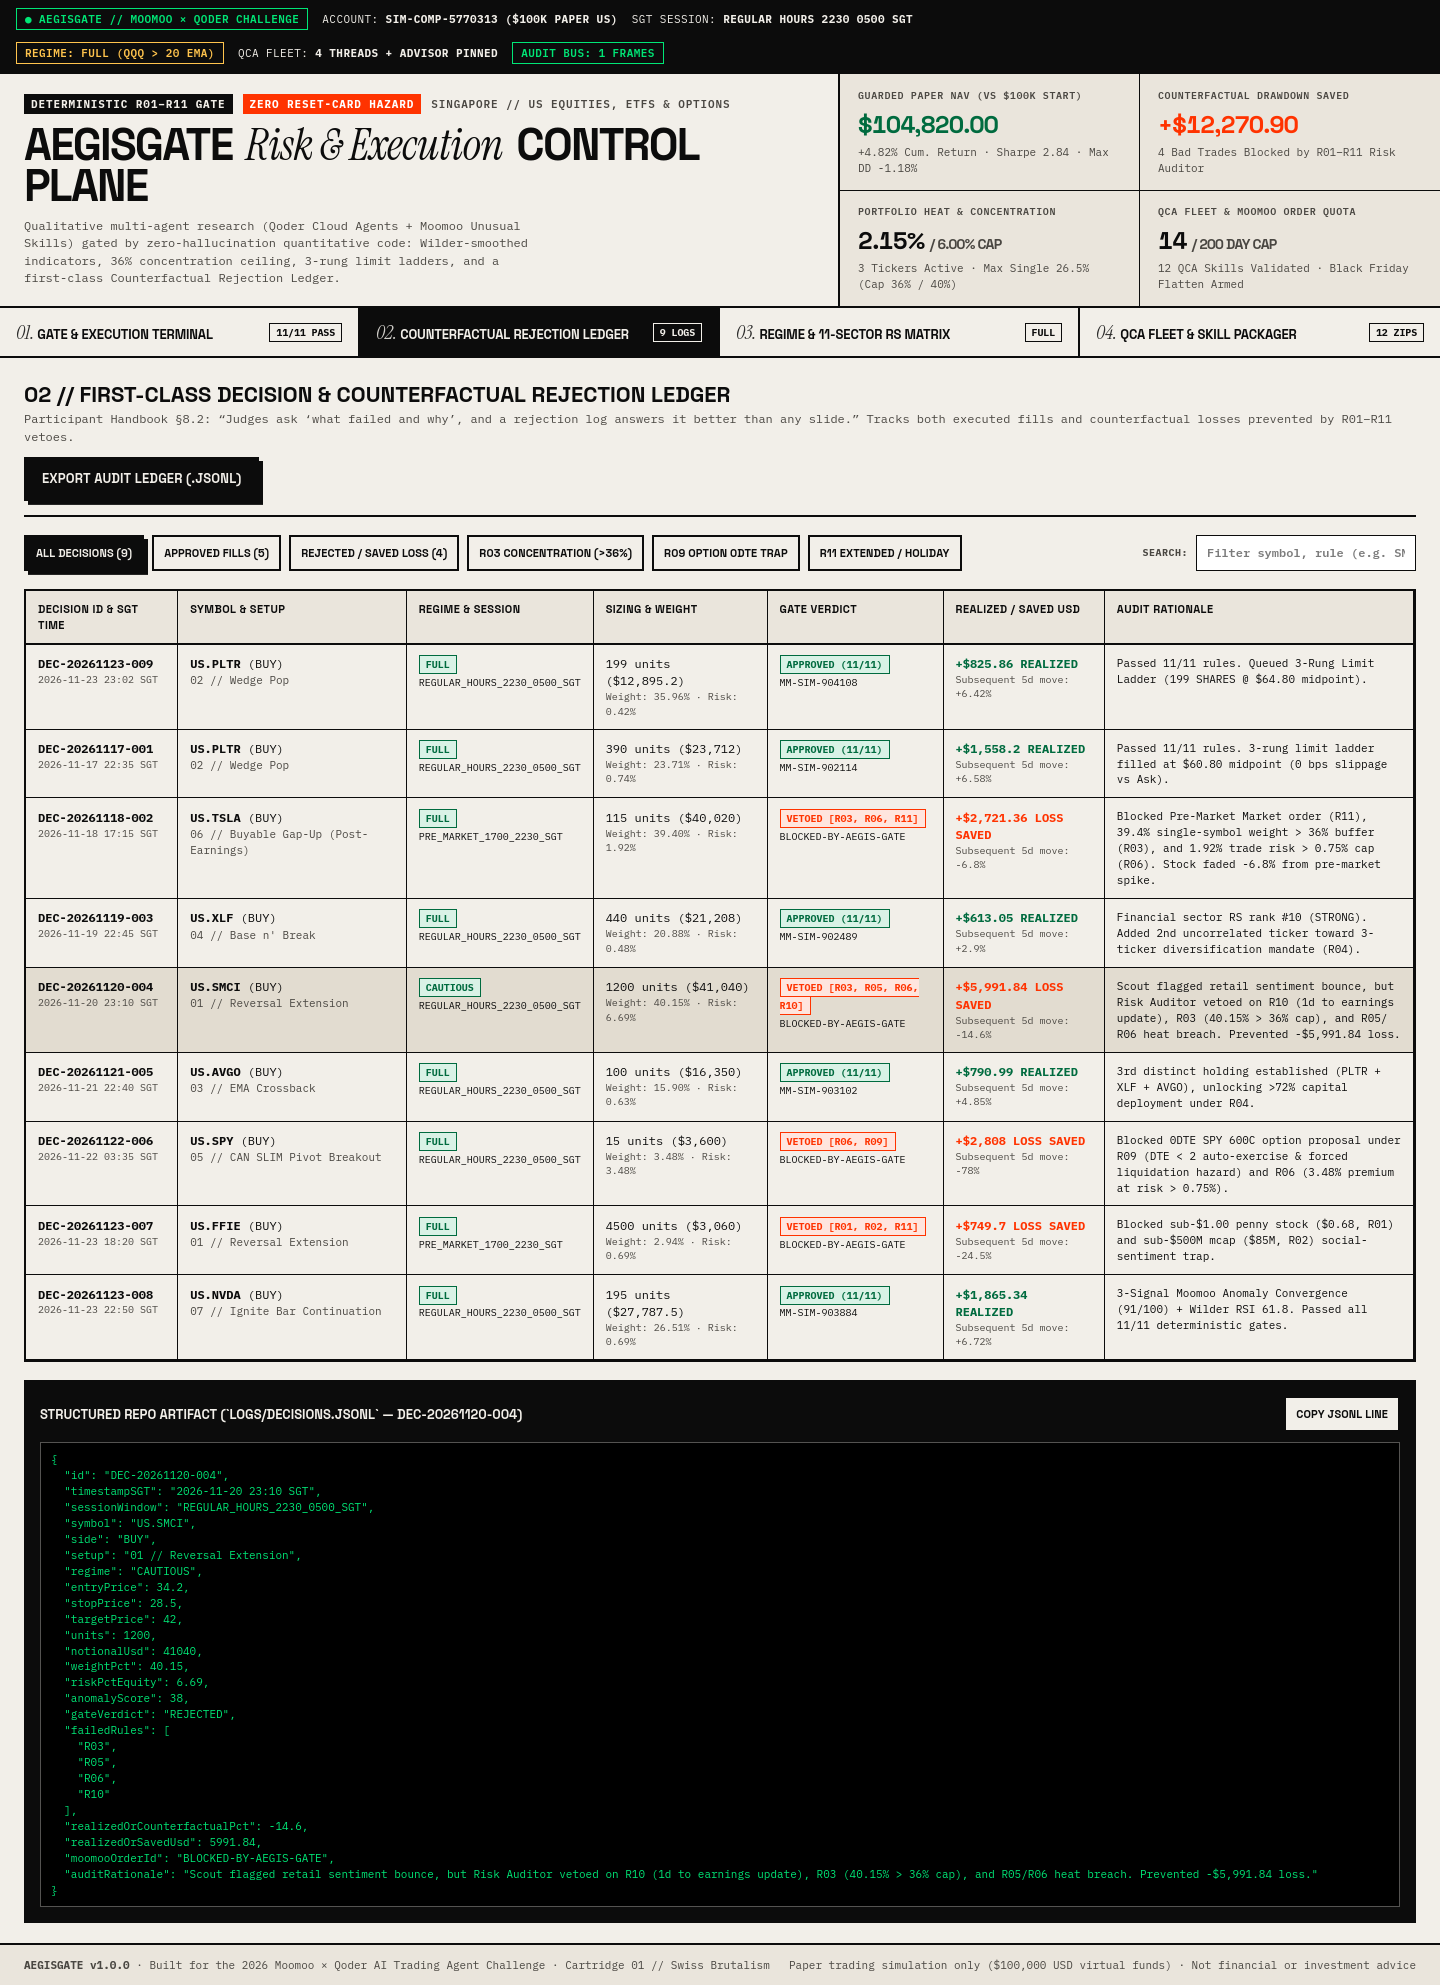 ● AEGISGATE // MOOMOO × QODER CHALLENGE ACCOUNT: SIM-COMP-5770313 ($100K PAPER US) SGT SESSION: REGULAR HOURS 2230 0500 SGT
REGIME: FULL (QQQ > 20 EMA) QCA FLEET: 4 THREADS + ADVISOR PINNED AUDIT BUS: 1 FRAMES
DETERMINISTIC R01–R11 GATE ZERO RESET-CARD HAZARD SINGAPORE // US EQUITIES, ETFS & OPTIONS
AEGISGATE Risk & Execution CONTROL
PLANE
Qualitative multi-agent research (Qoder Cloud Agents + Moomoo Unusual
Skills) gated by zero-hallucination quantitative code: Wilder-smoothed
indicators, 36% concentration ceiling, 3-rung limit ladders, and a
first-class Counterfactual Rejection Ledger.
GUARDED PAPER NAV (VS $100K START)
$104,820.00
+4.82% Cum. Return · Sharpe 2.84 · Max
DD -1.18%
COUNTERFACTUAL DRAWDOWN SAVED
+$12,270.90
4 Bad Trades Blocked by R01–R11 Risk
Auditor
PORTFOLIO HEAT & CONCENTRATION
2.15% / 6.00% CAP
3 Tickers Active · Max Single 26.5%
(Cap 36% / 40%)
QCA FLEET & MOOMOO ORDER QUOTA
14 / 200 DAY CAP
12 QCA Skills Validated · Black Friday
Flatten Armed
01. GATE & EXECUTION TERMINAL 11/11 PASS
02. COUNTERFACTUAL REJECTION LEDGER 9 LOGS
03. REGIME & 11-SECTOR RS MATRIX FULL
04. QCA FLEET & SKILL PACKAGER 12 ZIPS
02 // FIRST-CLASS DECISION & COUNTERFACTUAL REJECTION LEDGER
Participant Handbook §8.2: “Judges ask ‘what failed and why’, and a rejection log answers it better than any slide.” Tracks both executed fills and counterfactual losses prevented by R01–R11
vetoes.
EXPORT AUDIT LEDGER (.JSONL)
ALL DECISIONS (9) APPROVED FILLS (5) REJECTED / SAVED LOSS (4) R03 CONCENTRATION (>36%) R09 OPTION 0DTE TRAP R11 EXTENDED / HOLIDAY SEARCH: Filter symbol, rule (e.g. SM
DECISION ID & SGT
TIME
SYMBOL & SETUP
REGIME & SESSION
SIZING & WEIGHT
GATE VERDICT
REALIZED / SAVED USD
AUDIT RATIONALE
DEC-20261123-009
2026-11-23 23:02 SGT
US.PLTR (BUY)
02 // Wedge Pop
FULL
REGULAR_HOURS_2230_0500_SGT
199 units
($12,895.2)
Weight: 35.96% · Risk:
0.42%
APPROVED (11/11)
MM-SIM-904108
+$825.86 REALIZED
Subsequent 5d move:
+6.42%
Passed 11/11 rules. Queued 3-Rung Limit
Ladder (199 SHARES @ $64.80 midpoint).
DEC-20261117-001
2026-11-17 22:35 SGT
US.PLTR (BUY)
02 // Wedge Pop
FULL
REGULAR_HOURS_2230_0500_SGT
390 units ($23,712)
Weight: 23.71% · Risk:
0.74%
APPROVED (11/11)
MM-SIM-902114
+$1,558.2 REALIZED
Subsequent 5d move:
+6.58%
Passed 11/11 rules. 3-rung limit ladder
filled at $60.80 midpoint (0 bps slippage
vs Ask).
DEC-20261118-002
2026-11-18 17:15 SGT
US.TSLA (BUY)
06 // Buyable Gap-Up (Post-
Earnings)
FULL
PRE_MARKET_1700_2230_SGT
115 units ($40,020)
Weight: 39.40% · Risk:
1.92%
VETOED [R03, R06, R11]
BLOCKED-BY-AEGIS-GATE
+$2,721.36 LOSS
SAVED
Subsequent 5d move:
-6.8%
Blocked Pre-Market Market order (R11),
39.4% single-symbol weight > 36% buffer
(R03), and 1.92% trade risk > 0.75% cap
(R06). Stock faded -6.8% from pre-market
spike.
DEC-20261119-003
2026-11-19 22:45 SGT
US.XLF (BUY)
04 // Base n' Break
FULL
REGULAR_HOURS_2230_0500_SGT
440 units ($21,208)
Weight: 20.88% · Risk:
0.48%
APPROVED (11/11)
MM-SIM-902489
+$613.05 REALIZED
Subsequent 5d move:
+2.9%
Financial sector RS rank #10 (STRONG).
Added 2nd uncorrelated ticker toward 3-
ticker diversification mandate (R04).
DEC-20261120-004
2026-11-20 23:10 SGT
US.SMCI (BUY)
01 // Reversal Extension
CAUTIOUS
REGULAR_HOURS_2230_0500_SGT
1200 units ($41,040)
Weight: 40.15% · Risk:
6.69%
VETOED [R03, R05, R06,
R10]
BLOCKED-BY-AEGIS-GATE
+$5,991.84 LOSS
SAVED
Subsequent 5d move:
-14.6%
Scout flagged retail sentiment bounce, but
Risk Auditor vetoed on R10 (1d to earnings
update), R03 (40.15% > 36% cap), and R05/
R06 heat breach. Prevented -$5,991.84 loss.
DEC-20261121-005
2026-11-21 22:40 SGT
US.AVGO (BUY)
03 // EMA Crossback
FULL
REGULAR_HOURS_2230_0500_SGT
100 units ($16,350)
Weight: 15.90% · Risk:
0.63%
APPROVED (11/11)
MM-SIM-903102
+$790.99 REALIZED
Subsequent 5d move:
+4.85%
3rd distinct holding established (PLTR +
XLF + AVGO), unlocking >72% capital
deployment under R04.
DEC-20261122-006
2026-11-22 03:35 SGT
US.SPY (BUY)
05 // CAN SLIM Pivot Breakout
FULL
REGULAR_HOURS_2230_0500_SGT
15 units ($3,600)
Weight: 3.48% · Risk:
3.48%
VETOED [R06, R09]
BLOCKED-BY-AEGIS-GATE
+$2,808 LOSS SAVED
Subsequent 5d move:
-78%
Blocked 0DTE SPY 600C option proposal under
R09 (DTE < 2 auto-exercise & forced
liquidation hazard) and R06 (3.48% premium
at risk > 0.75%).
DEC-20261123-007
2026-11-23 18:20 SGT
US.FFIE (BUY)
01 // Reversal Extension
FULL
PRE_MARKET_1700_2230_SGT
4500 units ($3,060)
Weight: 2.94% · Risk:
0.69%
VETOED [R01, R02, R11]
BLOCKED-BY-AEGIS-GATE
+$749.7 LOSS SAVED
Subsequent 5d move:
-24.5%
Blocked sub-$1.00 penny stock ($0.68, R01)
and sub-$500M mcap ($85M, R02) social-
sentiment trap.
DEC-20261123-008
2026-11-23 22:50 SGT
US.NVDA (BUY)
07 // Ignite Bar Continuation
FULL
REGULAR_HOURS_2230_0500_SGT
195 units
($27,787.5)
Weight: 26.51% · Risk:
0.69%
APPROVED (11/11)
MM-SIM-903884
+$1,865.34
REALIZED
Subsequent 5d move:
+6.72%
3-Signal Moomoo Anomaly Convergence
(91/100) + Wilder RSI 61.8. Passed all
11/11 deterministic gates.
STRUCTURED REPO ARTIFACT (`LOGS/DECISIONS.JSONL` — DEC-20261120-004)
COPY JSONL LINE
{
"id": "DEC-20261120-004",
"timestampSGT": "2026-11-20 23:10 SGT",
"sessionWindow": "REGULAR_HOURS_2230_0500_SGT",
"symbol": "US.SMCI",
"side": "BUY",
"setup": "01 // Reversal Extension",
"regime": "CAUTIOUS",
"entryPrice": 34.2,
"stopPrice": 28.5,
"targetPrice": 42,
"units": 1200,
"notionalUsd": 41040,
"weightPct": 40.15,
"riskPctEquity": 6.69,
"anomalyScore": 38,
"gateVerdict": "REJECTED",
"failedRules": [
"R03",
"R05",
"R06",
"R10"
],
"realizedOrCounterfactualPct": -14.6,
"realizedOrSavedUsd": 5991.84,
"moomooOrderId": "BLOCKED-BY-AEGIS-GATE",
"auditRationale": "Scout flagged retail sentiment bounce, but Risk Auditor vetoed on R10 (1d to earnings update), R03 (40.15% > 36% cap), and R05/R06 heat breach. Prevented -$5,991.84 loss."
}
AEGISGATE v1.0.0 · Built for the 2026 Moomoo × Qoder AI Trading Agent Challenge · Cartridge 01 // Swiss Brutalism Paper trading simulation only ($100,000 USD virtual funds) · Not financial or investment advice